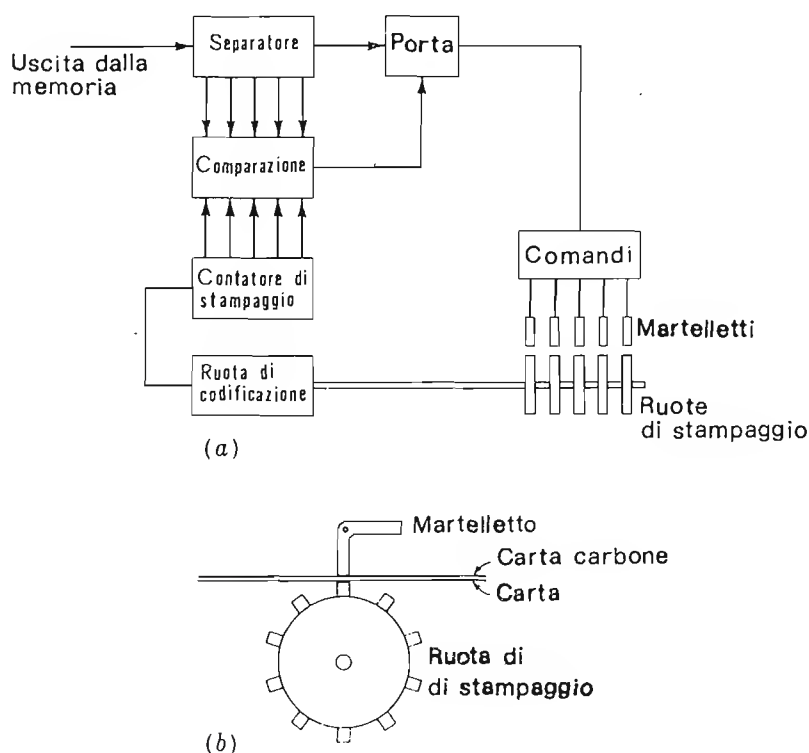 Separatore
Porta
Uscita dalla
memoria
Comparazione
Comandi
Contatore di
stampaggio
Martelletti
Ruota di
codificazione
Ruote
di stampaggio
(a)
Martelletto
Carta carbone
Carta
Ruota di
di stampaggio
(b)